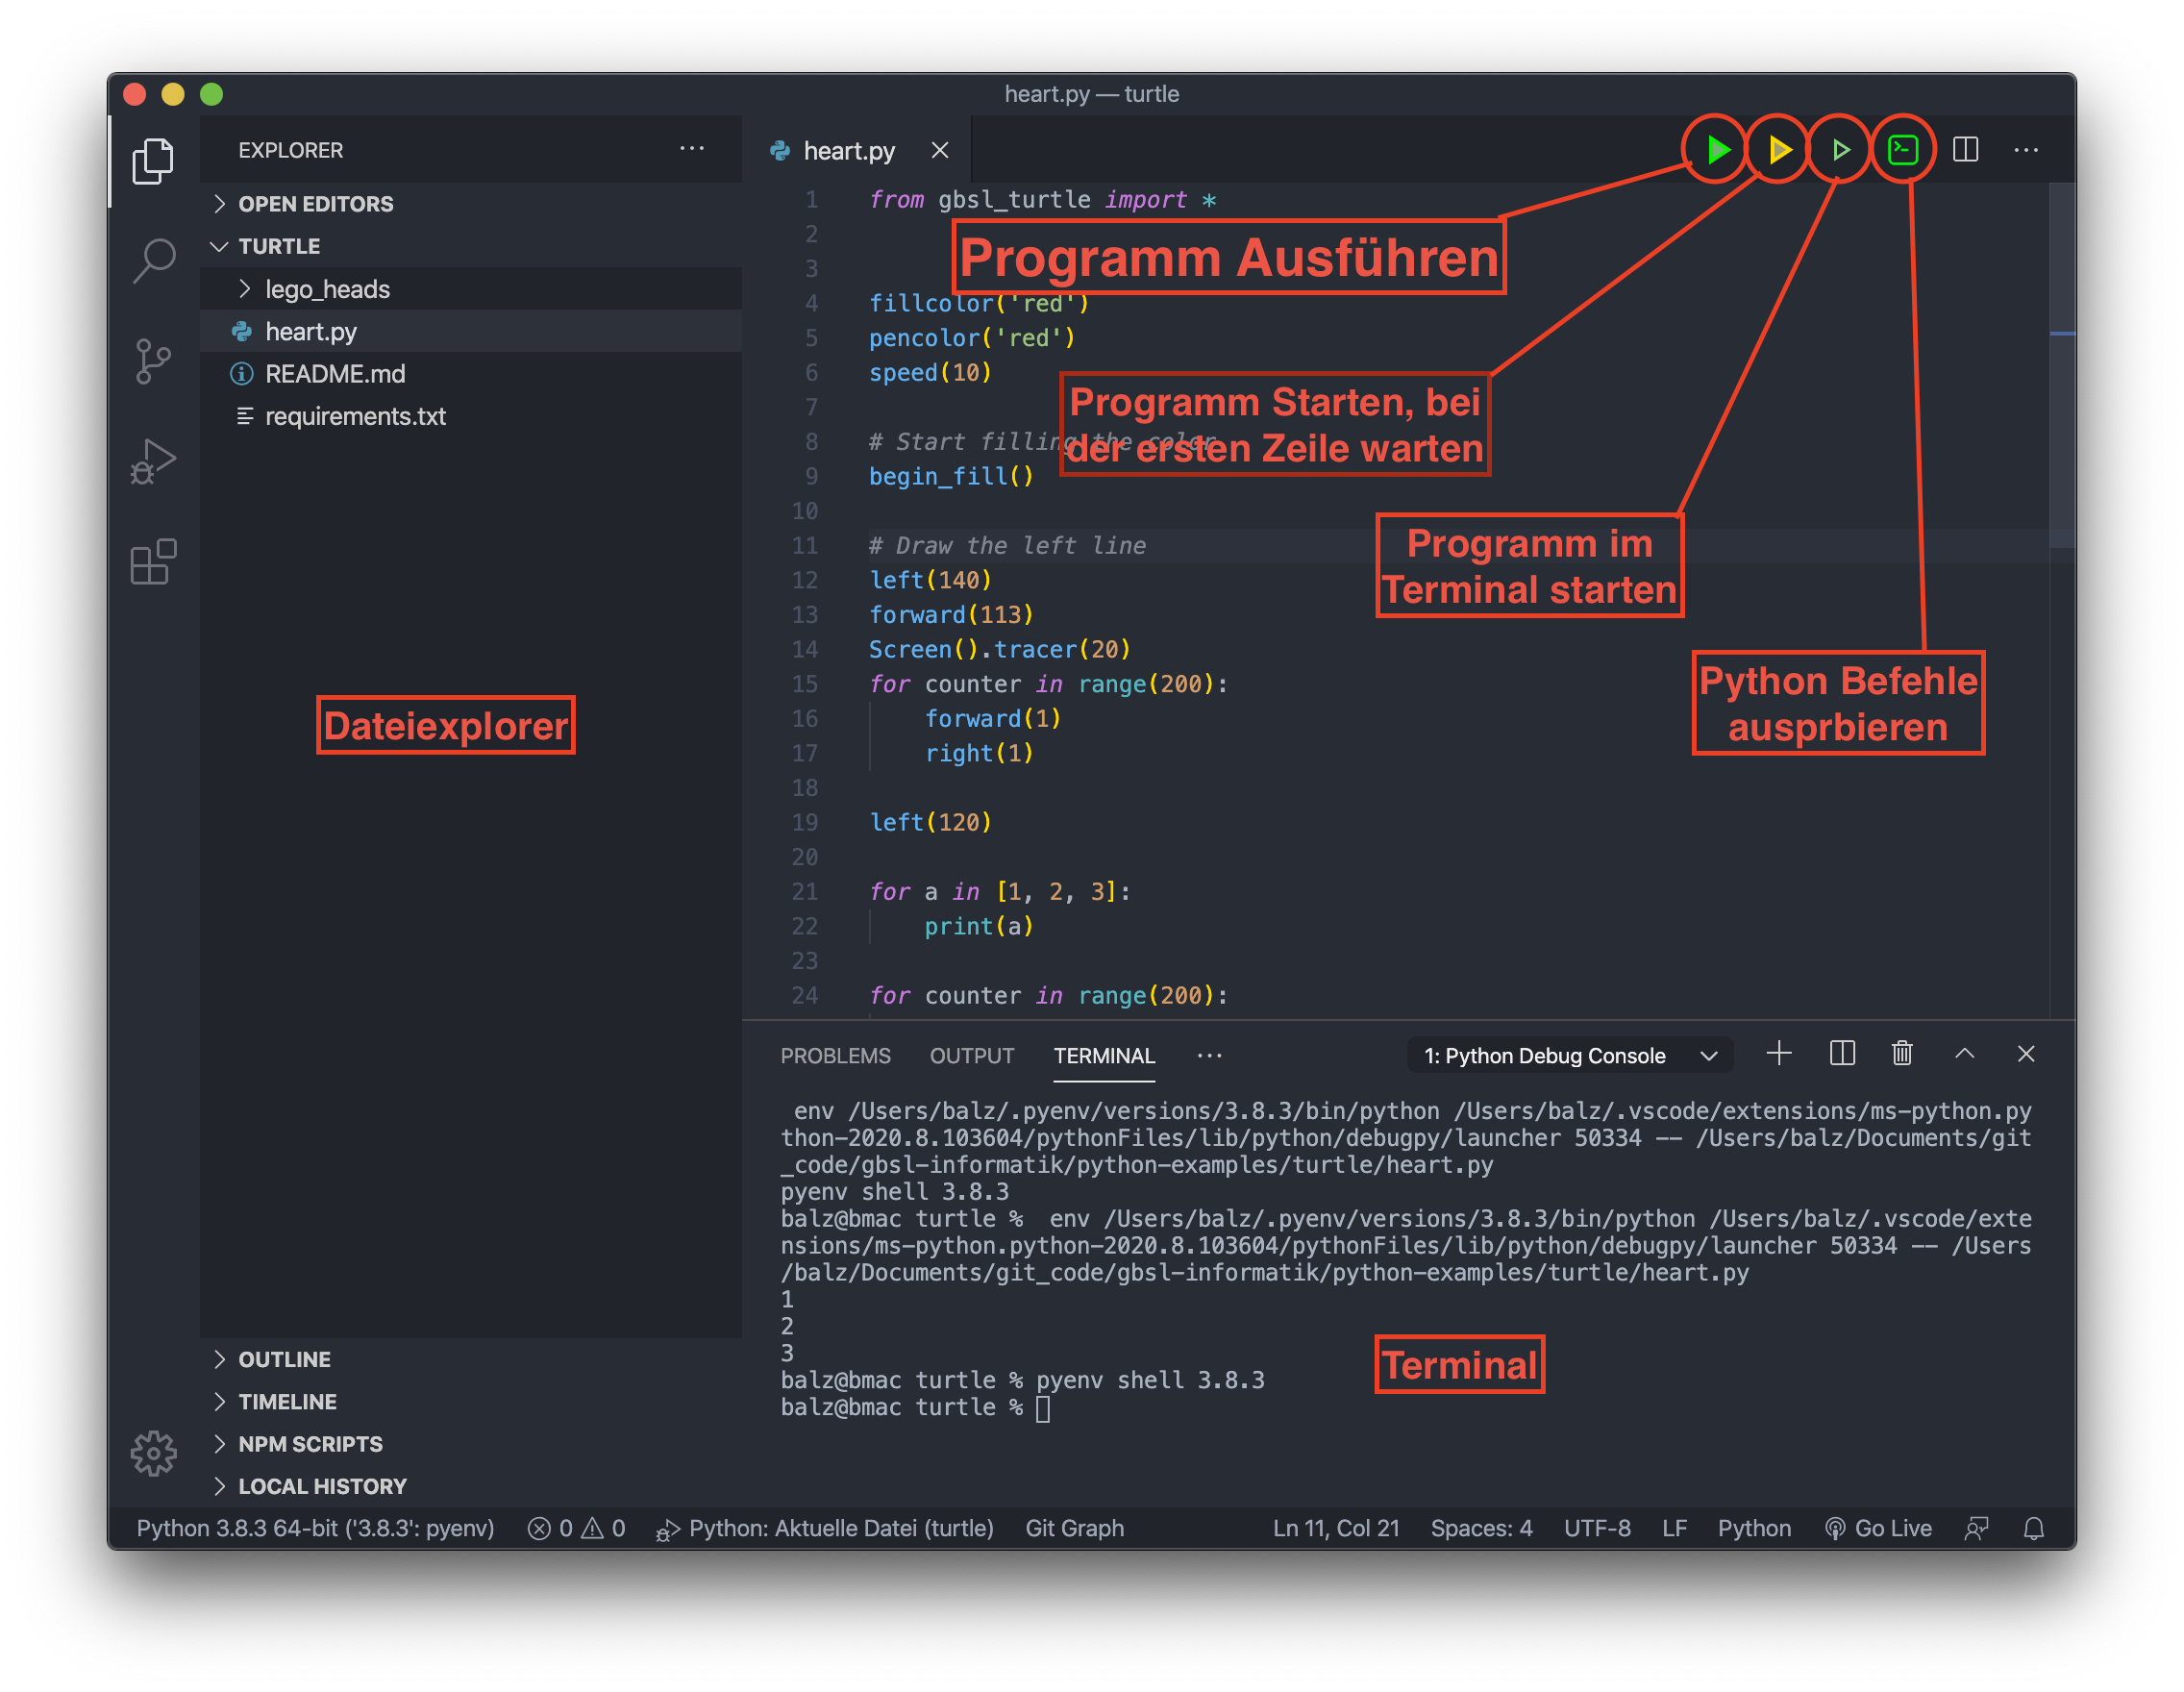 heart.py — turtle
EXPLORER
OPEN EDITORS
TURTLE
lego_heads
heart.py
README.md
requirements.txt
Dateiexplorer
OUTLINE
TIMELINE
NPM SCRIPTS
LOCAL HISTORY
heart.py
1 from gbsl_turtle import *
2
3
4 fillcolor('red')
5 pencolor('red')
6 speed(10)
7
8 # Start filling the color
9 begin_fill()
10
11 # Draw the left line
12 left(140)
13 forward(113)
14 Screen().tracer(20)
15 for counter in range(200):
16 forward(1)
17 right(1)
18
19 left(120)
20
21 for a in [1, 2, 3]:
22 print(a)
23
24 for counter in range(200):
Programm Ausführen
Programm Starten, bei
der ersten Zeile warten
Programm im
Terminal starten
Python Befehle
ausprbieren
PROBLEMS OUTPUT TERMINAL
1: Python Debug Console
env /Users/balz/.pyenv/versions/3.8.3/bin/python /Users/balz/.vscode/extensions/ms-python.py
thon-2020.8.103604/pythonFiles/lib/python/debugpy/launcher 50334 -- /Users/balz/Documents/git
_code/gbsl-informatik/python-examples/turtle/heart.py
pyenv shell 3.8.3
balz@bmac turtle %  env /Users/balz/.pyenv/versions/3.8.3/bin/python /Users/balz/.vscode/exte
nsions/ms-python.python-2020.8.103604/pythonFiles/lib/python/debugpy/launcher 50334 -- /Users
/balz/Documents/git_code/gbsl-informatik/python-examples/turtle/heart.py
1
2
3
balz@bmac turtle % pyenv shell 3.8.3
balz@bmac turtle %
Terminal
Python 3.8.3 64-bit ('3.8.3': pyenv) 0 0 Python: Aktuelle Datei (turtle) Git Graph Ln 11, Col 21 Spaces: 4 UTF-8 LF Python Go Live